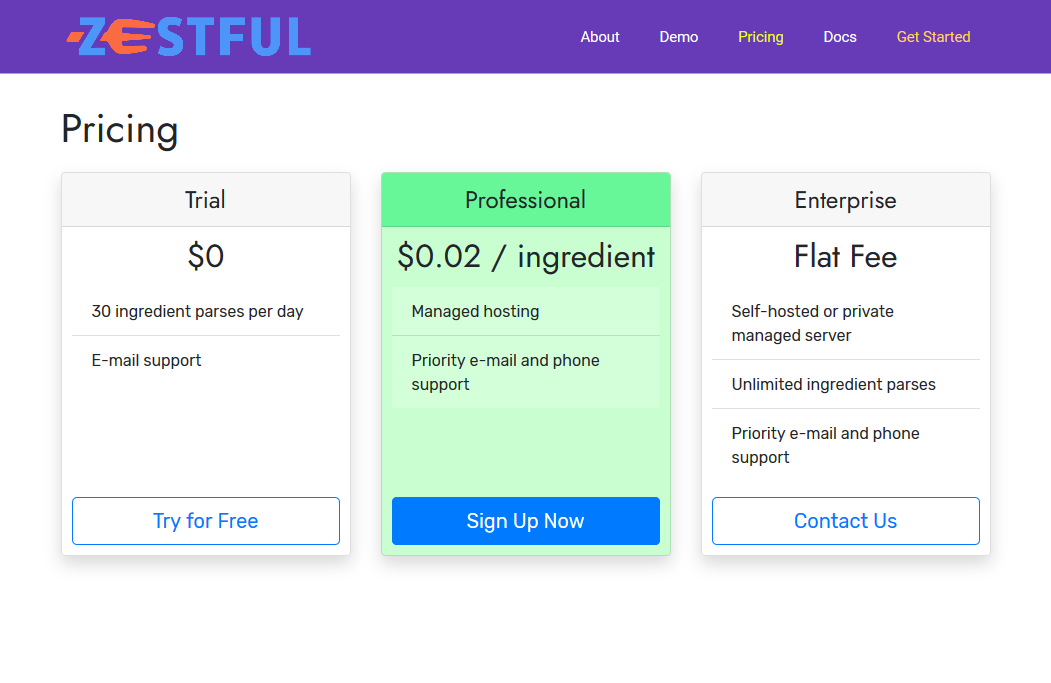 ZESTFUL
About
Demo
Pricing
Docs
Get Started
Pricing
Trial
$0
30 ingredient parses per day
E-mail support
Try for Free
Professional
$0.02 / ingredient
Managed hosting
Priority e-mail and phone
support
Sign Up Now
Enterprise
Flat Fee
Self-hosted or private
managed server
Unlimited ingredient parses
Priority e-mail and phone
support
Contact Us